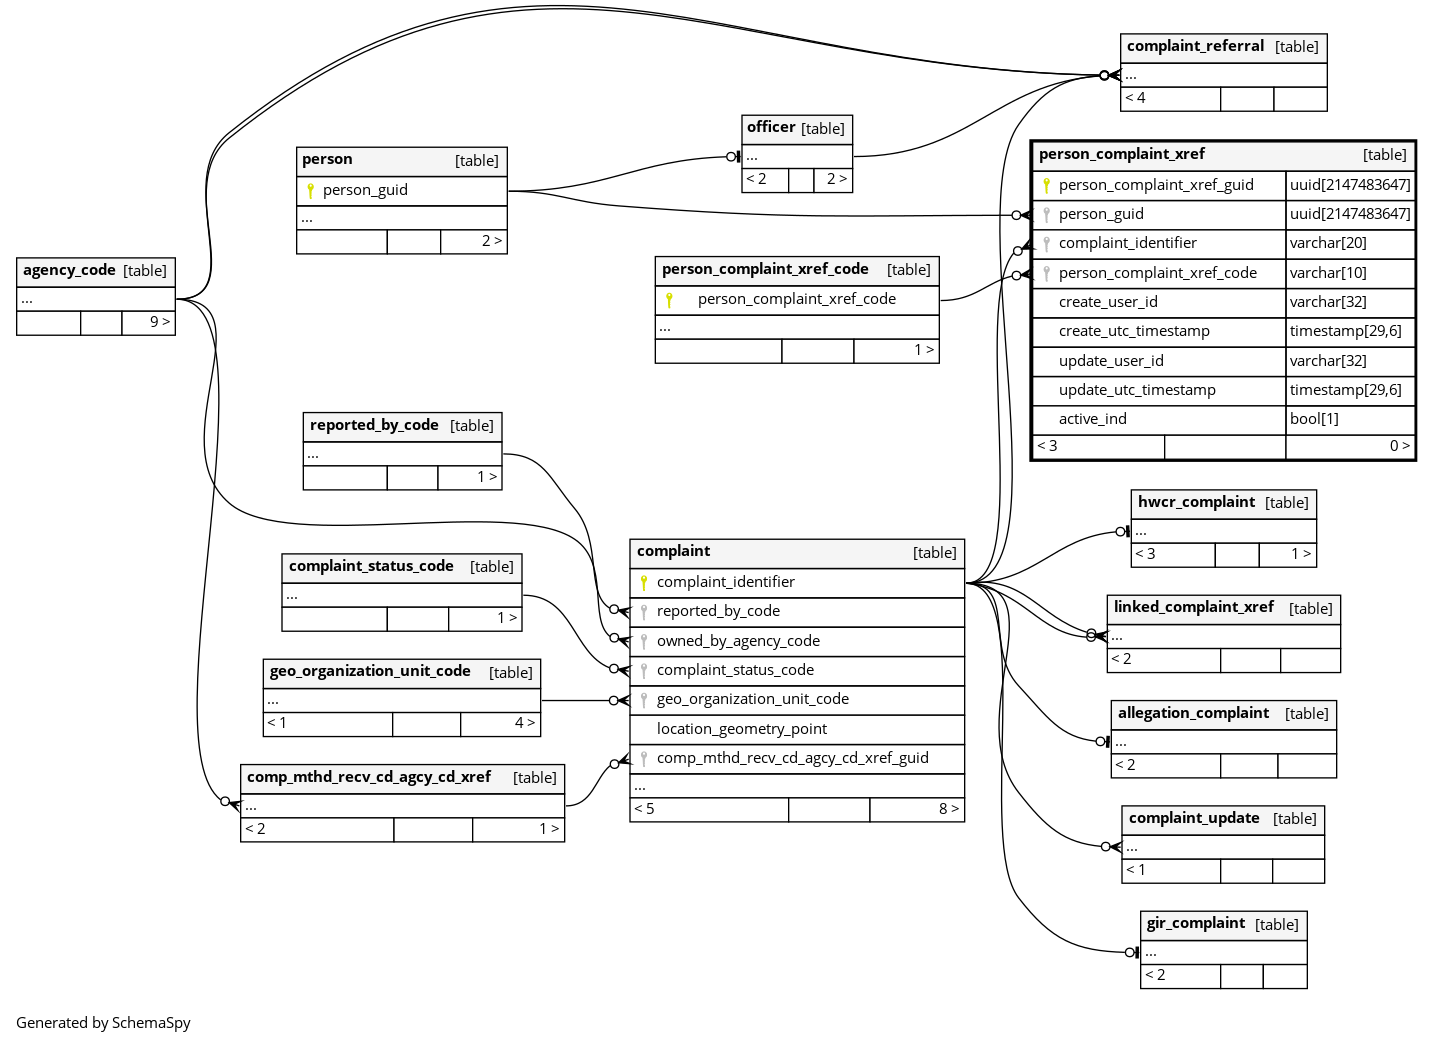 complaint_referral [table]
...
< 4
officer [table]
...
< 2 2 >
person [table]
person_guid
...
2 >
person_complaint_xref [table]
person_complaint_xref_guid uuid[2147483647]
person_guid uuid[2147483647]
complaint_identifier varchar[20]
person_complaint_xref_code varchar[10]
create_user_id varchar[32]
create_utc_timestamp timestamp[29,6]
update_user_id varchar[32]
update_utc_timestamp timestamp[29,6]
active_ind bool[1]
< 3 0 >
agency_code [table]
...
9 >
person_complaint_xref_code [table]
person_complaint_xref_code
...
1 >
reported_by_code [table]
...
1 >
hwcr_complaint [table]
...
< 3 1 >
complaint [table]
complaint_identifier
reported_by_code
owned_by_agency_code
complaint_status_code
geo_organization_unit_code
location_geometry_point
comp_mthd_recv_cd_agcy_cd_xref_guid
...
< 5 8 >
complaint_status_code [table]
...
1 >
linked_complaint_xref [table]
...
< 2
geo_organization_unit_code [table]
...
< 1 4 >
allegation_complaint [table]
...
< 2
comp_mthd_recv_cd_agcy_cd_xref [table]
...
< 2 1 >
complaint_update [table]
...
< 1
gir_complaint [table]
...
< 2
Generated by SchemaSpy